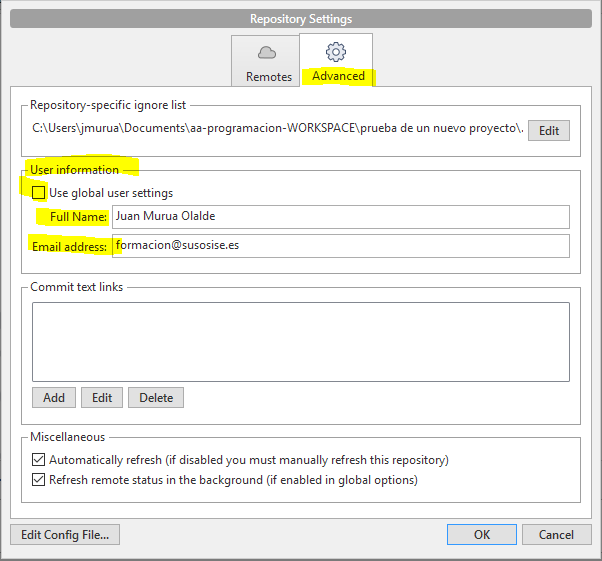 Repository Settings
Remotes
Advanced
Repository-specific ignore list
C:\Users\jmurua\Documents\aa-programacion-WORKSPACE\prueba de un nuevo proyecto\.
Edit
User information
Use global user settings
Full Name: Juan Murua Olalde
Email address: formacion@susosise.es
Commit text links
Add Edit Delete
Miscellaneous
Automatically refresh (if disabled you must manually refresh this repository)
Refresh remote status in the background (if enabled in global options)
Edit Config File... OK Cancel